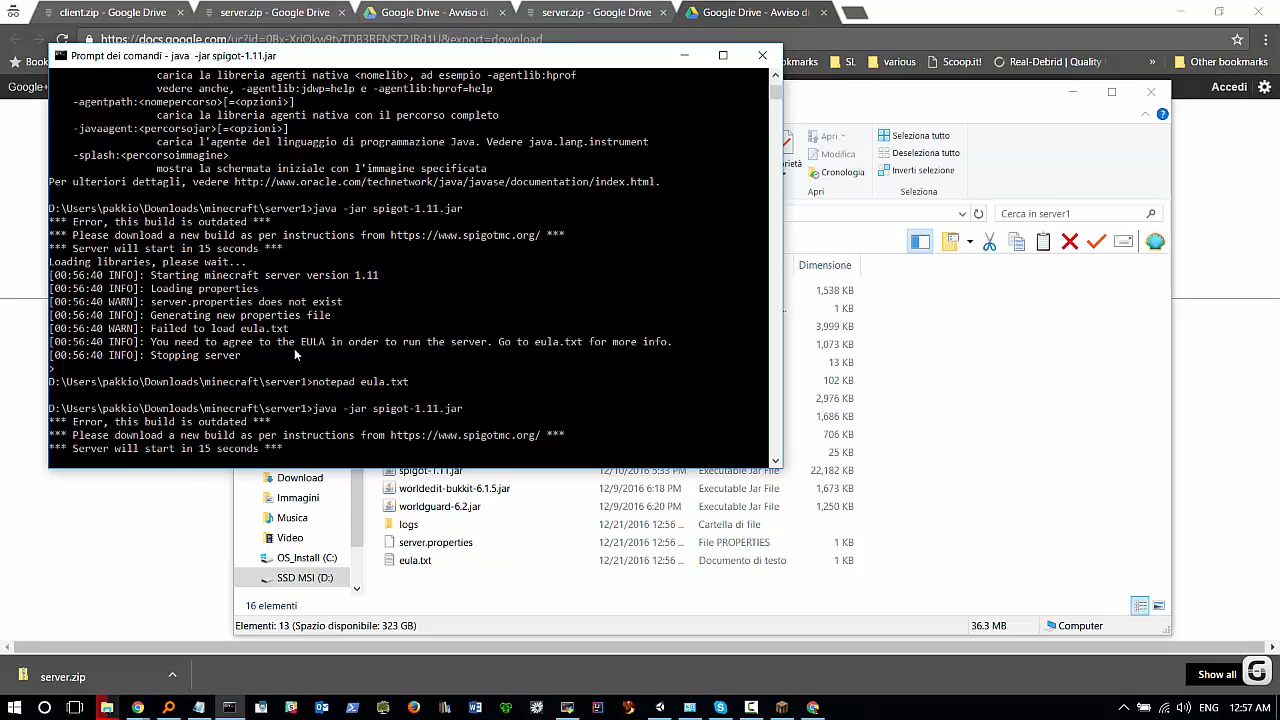 client.zip - Google Drive
server.zip - Google Drive
Google Drive - Avviso d
server.zip - Google Drive
Google Drive - Avviso d
Prompt dei comandi - java  -jar spigot-1.11.jar
SL
various
Scoop.it!
Real-Debrid | Quality
»
Other bookmarks
Google+
Accedi
carica la libreria agenti nativa <nomelib>, ad esempio -agentlib:hprof
vedere anche, -agentlib:jdwp=help e -agentlib:hprof=help
-agentpath:<nomepercorso>[=<opzioni>]
carica la libreria agenti nativa con il percorso completo
-javaagent:<percorsojar>[=<opzioni>]
carica l'agente del linguaggio di programmazione Java. Vedere java.lang.instrument
-splash:<percorsoimmagine>
mostra la schermata iniziale con l'immagine specificata
Per ulteriori dettagli, vedere http://www.oracle.com/technetwork/java/javase/documentation/index.html.
D:\Users\pakkio\Downloads\minecraft\server1>java -jar spigot-1.11.jar
*** Error, this build is outdated ***
*** Please download a new build as per instructions from https://www.spigotmc.org/ ***
*** Server will start in 15 seconds ***
Loading libraries, please wait...
[00:56:40 INFO]: Starting minecraft server version 1.11
[00:56:40 INFO]: Loading properties
[00:56:40 WARN]: server.properties does not exist
[00:56:40 INFO]: Generating new properties file
[00:56:40 WARN]: Failed to load eula.txt
[00:56:40 INFO]: You need to agree to the EULA in order to run the server. Go to eula.txt for more info.
[00:56:40 INFO]: Stopping server
>
D:\Users\pakkio\Downloads\minecraft\server1>notepad eula.txt
D:\Users\pakkio\Downloads\minecraft\server1>java -jar spigot-1.11.jar
*** Error, this build is outdated ***
*** Please download a new build as per instructions from https://www.spigotmc.org/ ***
*** Server will start in 15 seconds ***
Apri
Seleziona tutto
Modifica
Deseleziona tutto
Cronologia
Inverti selezione
Apri
Seleziona
Cerca in server1
Dimensione
1,538 KB
1 KB
3,999 KB
1,073 KB
13 KB
102 KB
2,976 KB
1,686 KB
706 KB
25 KB
spigot-1.11.jar 12/10/2016 5:33 PM Executable Jar File 22,182 KB
worldedit-bukkit-6.1.5.jar 12/9/2016 6:18 PM Executable Jar File 1,673 KB
worldguard-6.2.jar 12/9/2016 6:20 PM Executable Jar File 1,250 KB
logs 12/21/2016 12:56 ... Cartella di file
server.properties 12/21/2016 12:56 ... File PROPERTIES 1 KB
eula.txt 12/21/2016 12:56 ... Documento di testo 1 KB
Download
Immagini
Musica
Video
OS_Install (C:)
SSD MSI (D:)
16 elementi
Elementi: 13 (Spazio disponibile: 323 GB)
36.3 MB
Computer
server.zip
Show all
12:57 AM